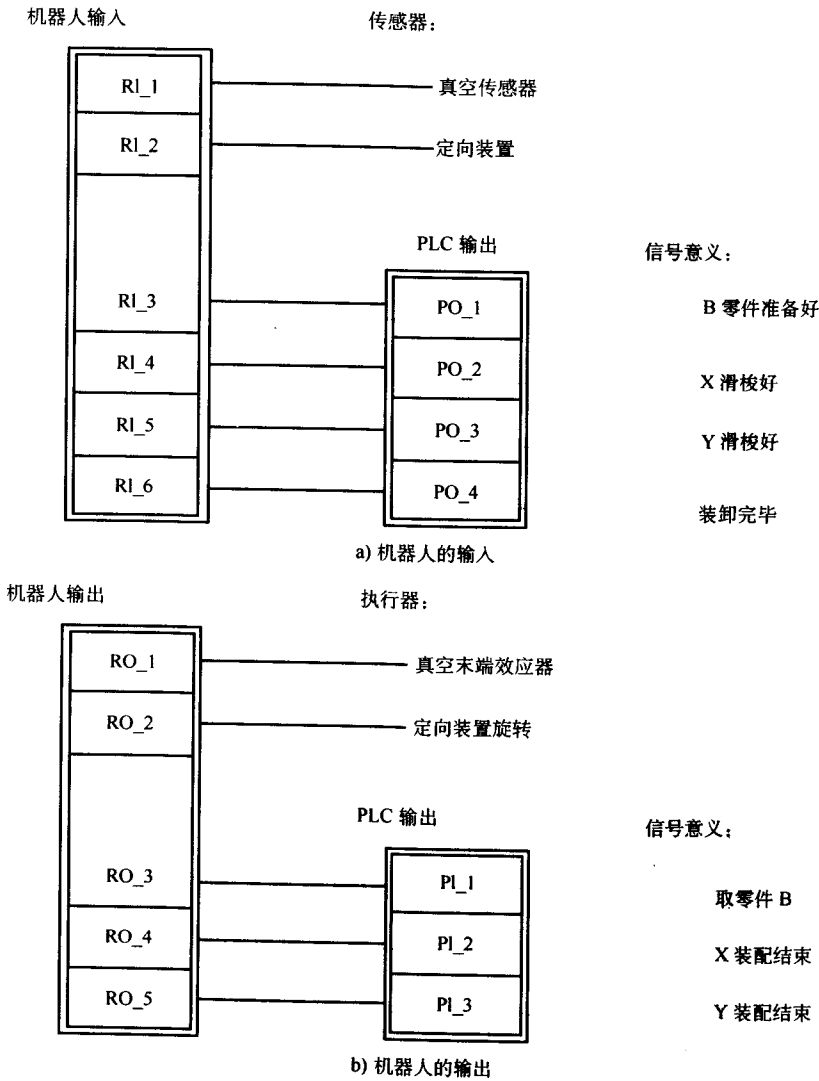 机器人输入
传感器：
RI_1
真空传感器
RI_2
定向装置
PLC 输出
信号意义：
RI_3
PO_1
B 零件准备好
RI_4
PO_2
X 滑梭好
RI_5
PO_3
Y 滑梭好
RI_6
PO_4
装卸完毕
a) 机器人的输入
机器人输出
执行器：
RO_1
真空末端效应器
RO_2
定向装置旋转
PLC 输出
信号意义：
RO_3
PI_1
取零件 B
RO_4
PI_2
X 装配结束
RO_5
PI_3
Y 装配结束
b) 机器人的输出